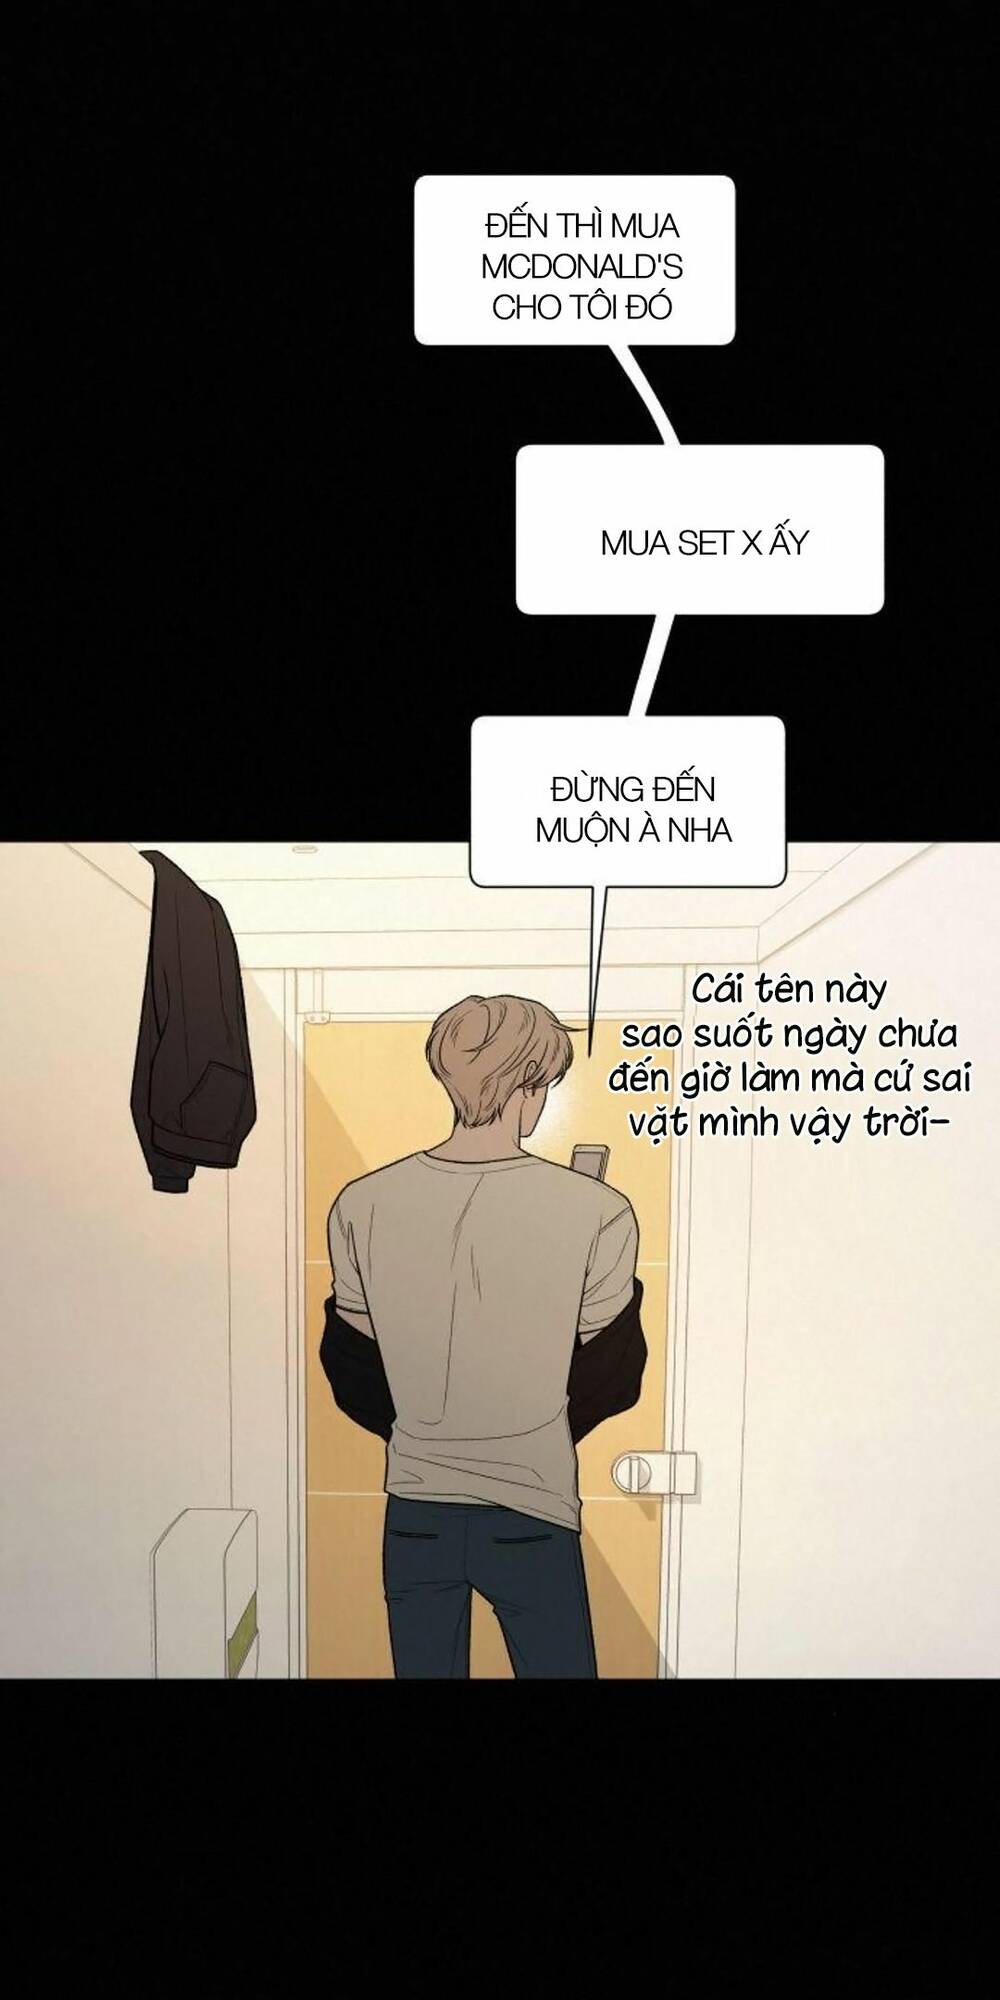 ĐẾN THÌ MUA
MCDONALD'S
CHO TÔI ĐÓ
MUA SET X ẤY
ĐỪNG ĐẾN
MUỘN À NHA
Cái tên này
sao suốt ngày chưa
đến giờ làm mà cứ sai
vặt mình vậy trời-